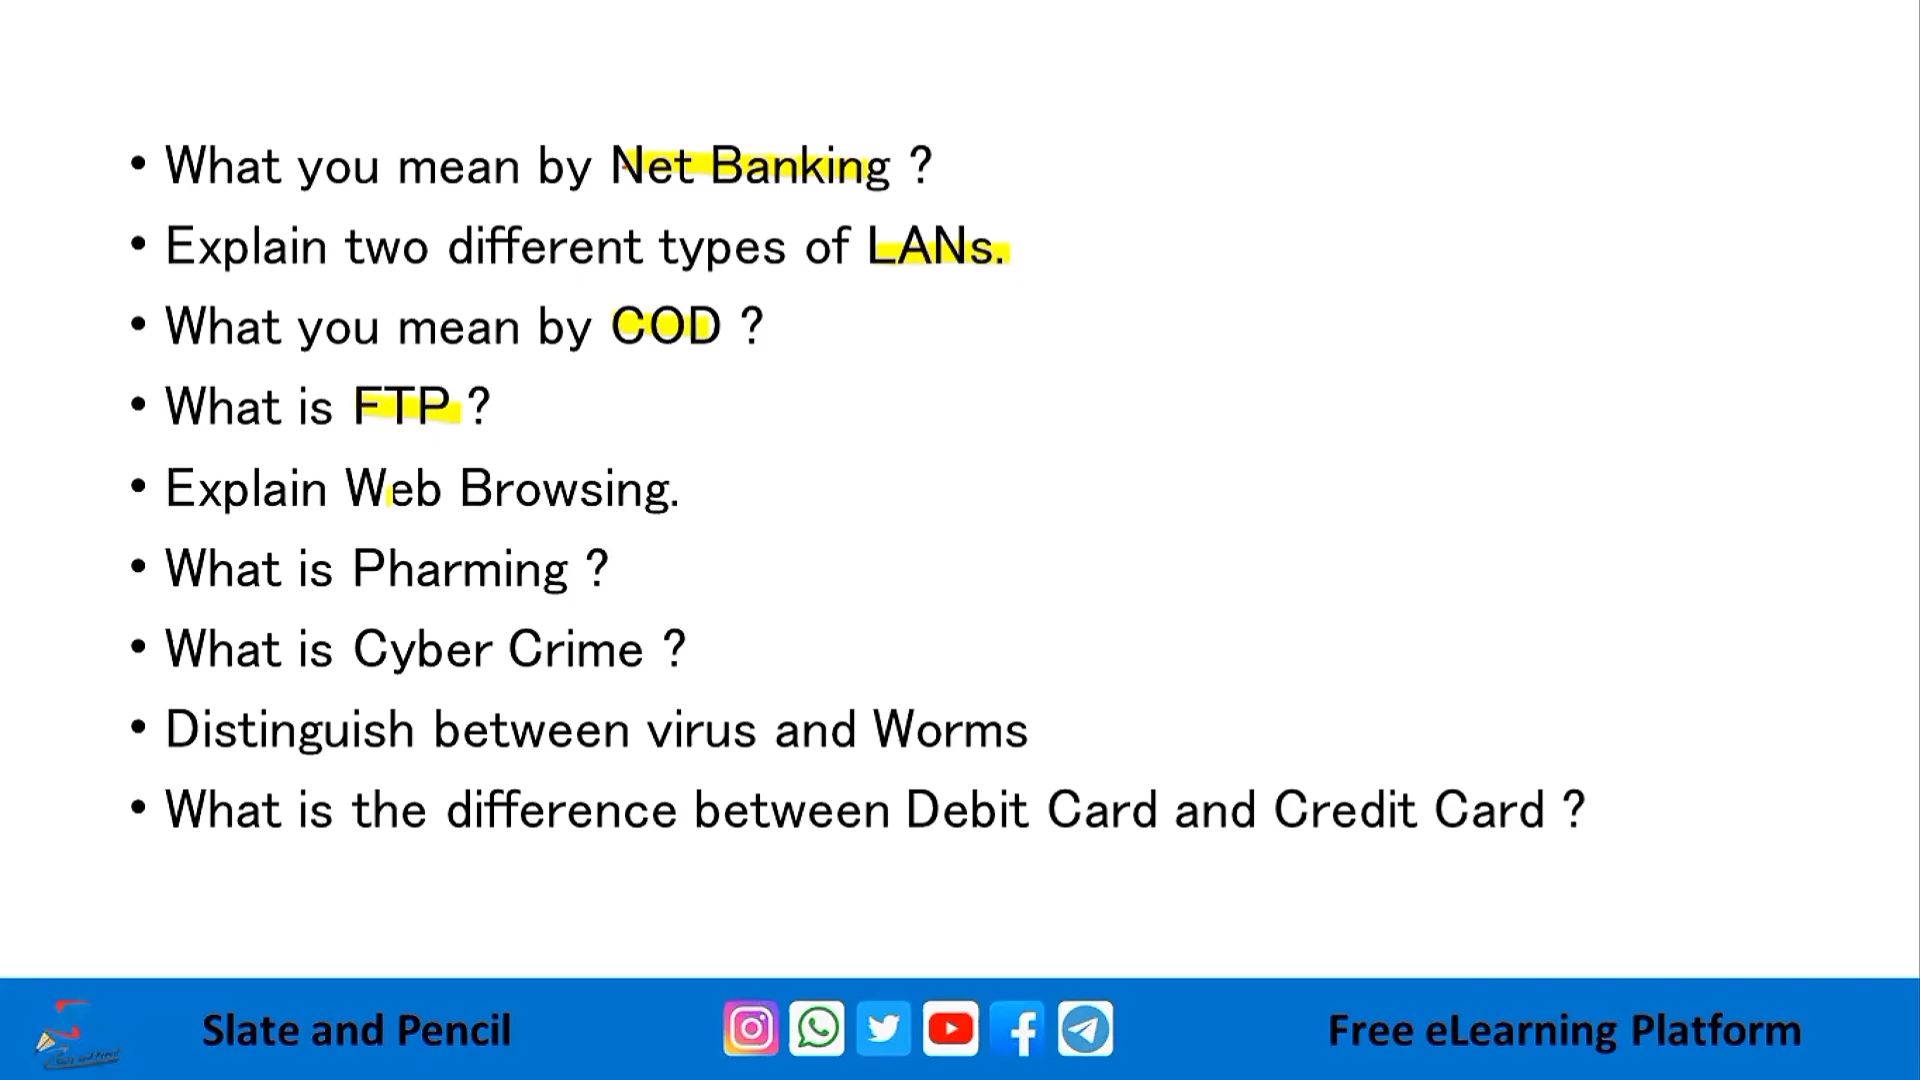 • What you mean by Net Banking ?
• Explain two different types of LANs.
• What you mean by COD ?
• What is FTP ?
• Explain Web Browsing.
• What is Pharming ?
• What is Cyber Crime ?
• Distinguish between virus and Worms
• What is the difference between Debit Card and Credit Card ?
Slate and Pencil
Free eLearning Platform